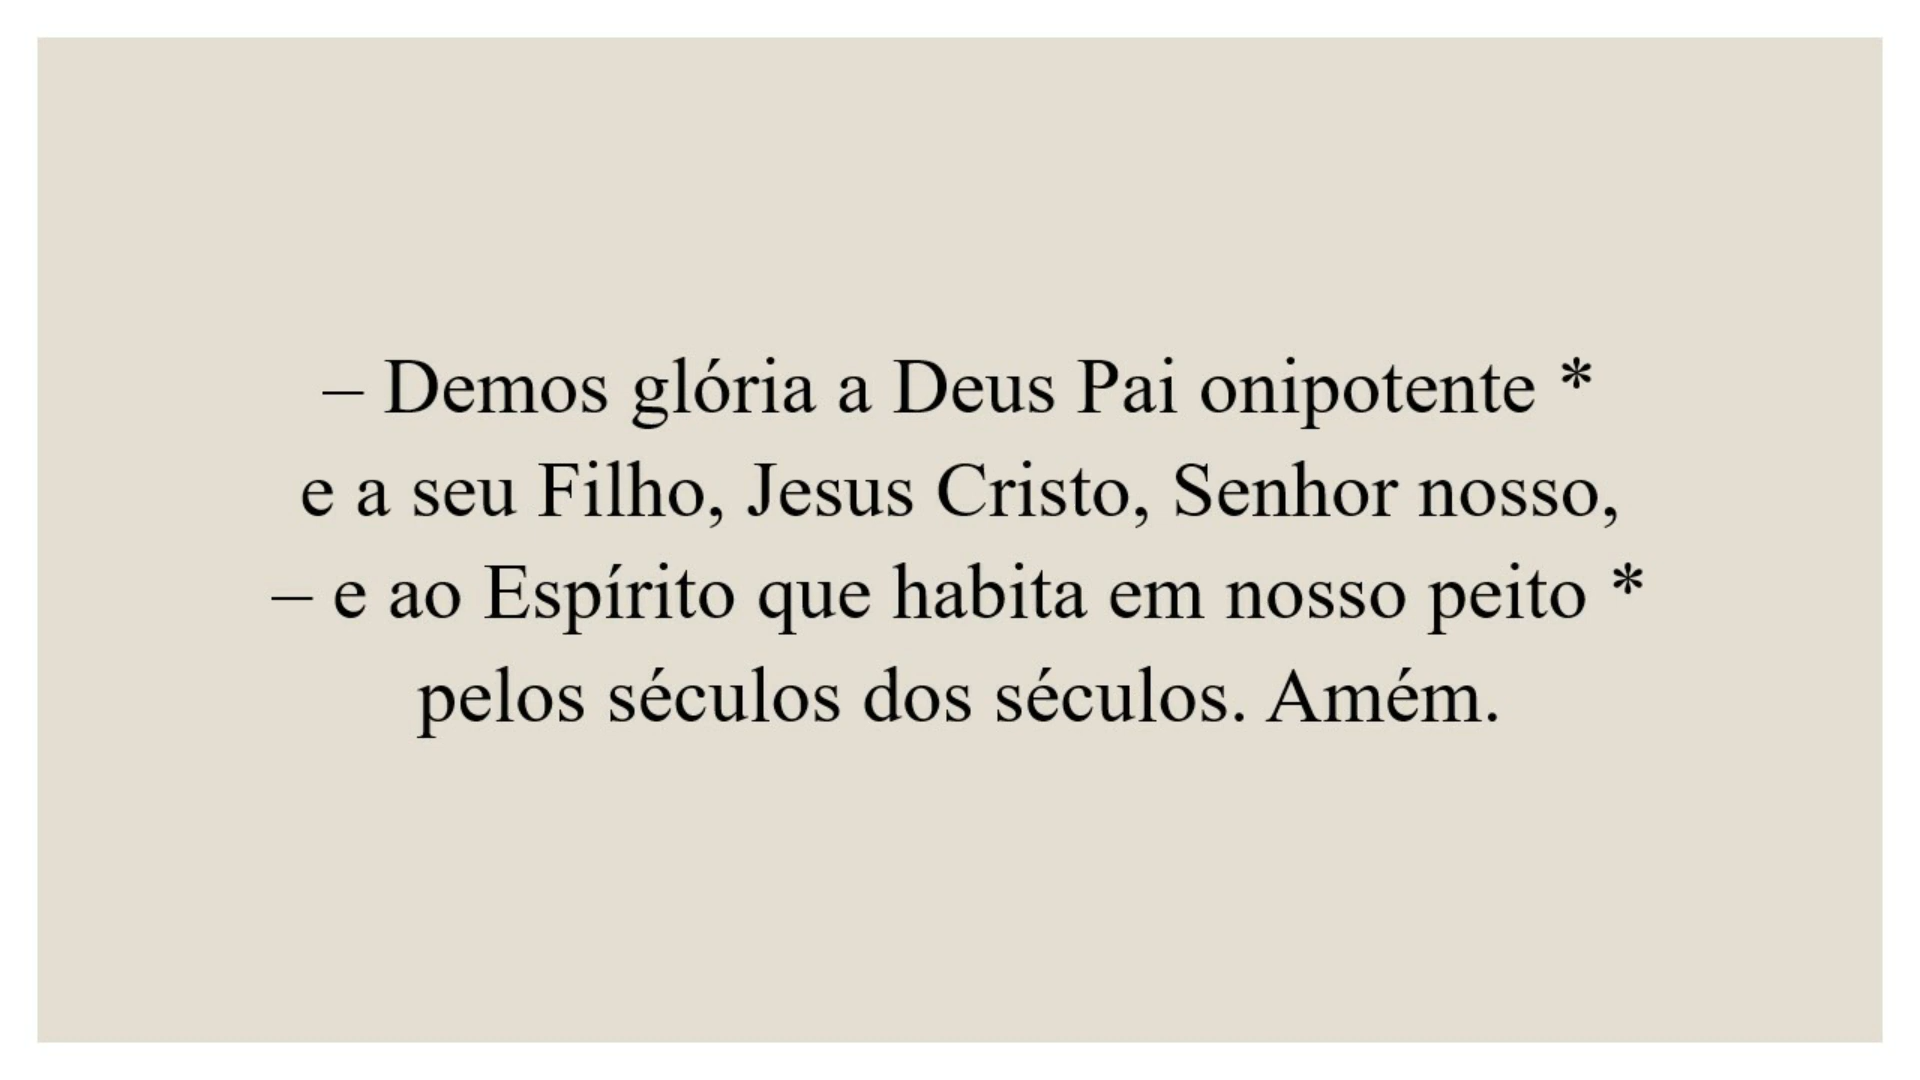 – Demos glória a Deus Pai onipotente *
e a seu Filho, Jesus Cristo, Senhor nosso,
– e ao Espírito que habita em nosso peito *
pelos séculos dos séculos. Amém.